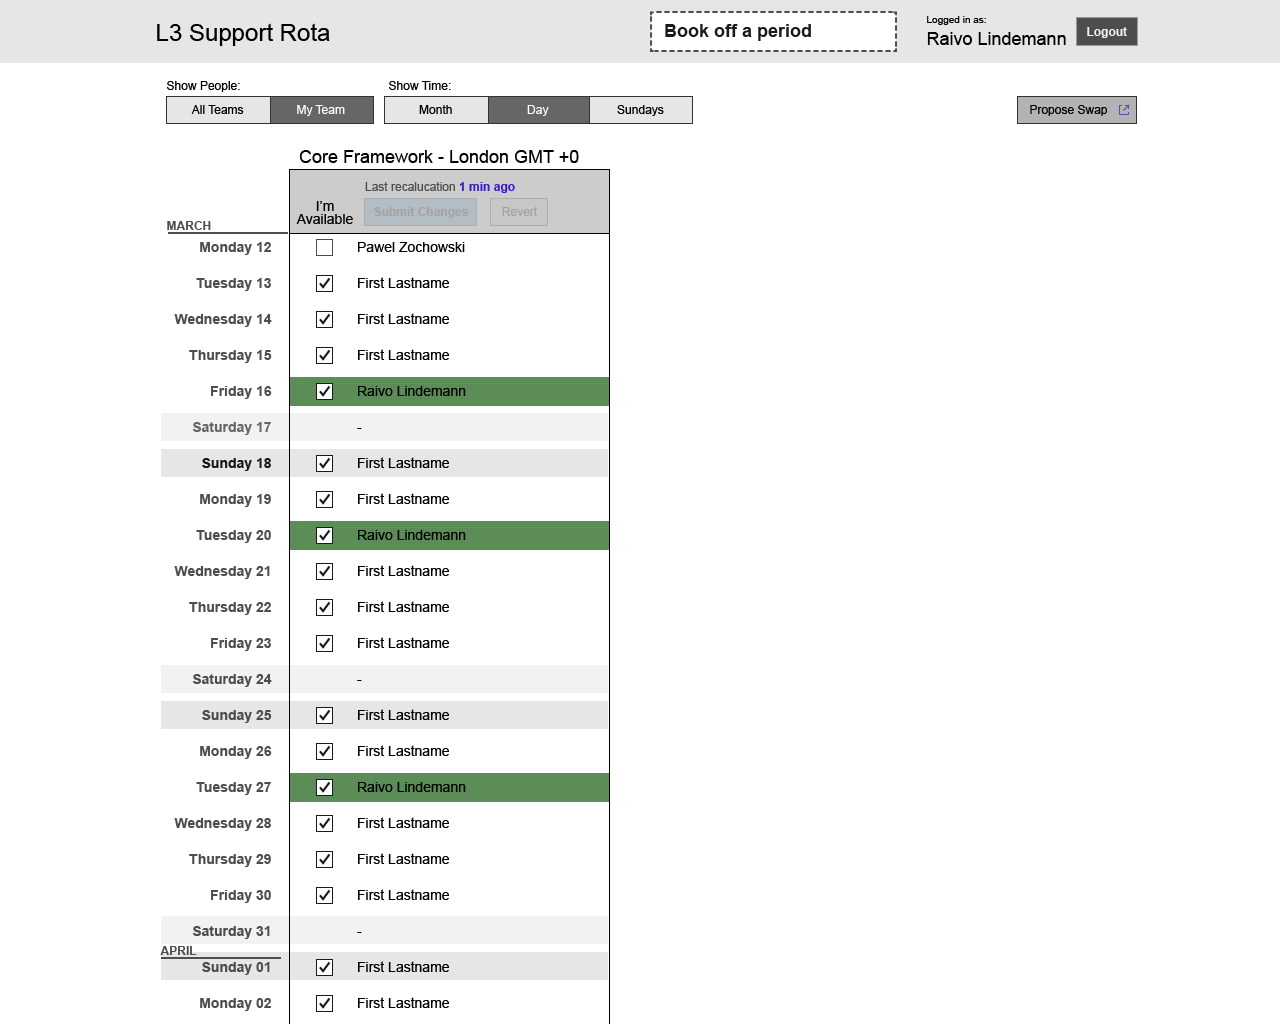 L3 Support Rota
Book off a period
Logged in as:
Raivo Lindemann
Logout
Show People:
Show Time:
All Teams
My Team
Month
Day
Sundays
Propose Swap
Core Framework - London GMT +0
Last recalucation 1 min ago
I'm
Available
Submit Changes
Revert
MARCH
Monday 12 Pawel Zochowski
Tuesday 13 First Lastname
Wednesday 14 First Lastname
Thursday 15 First Lastname
Friday 16 Raivo Lindemann
Saturday 17 -
Sunday 18 First Lastname
Monday 19 First Lastname
Tuesday 20 Raivo Lindemann
Wednesday 21 First Lastname
Thursday 22 First Lastname
Friday 23 First Lastname
Saturday 24 -
Sunday 25 First Lastname
Monday 26 First Lastname
Tuesday 27 Raivo Lindemann
Wednesday 28 First Lastname
Thursday 29 First Lastname
Friday 30 First Lastname
Saturday 31 -
APRIL
Sunday 01 First Lastname
Monday 02 First Lastname